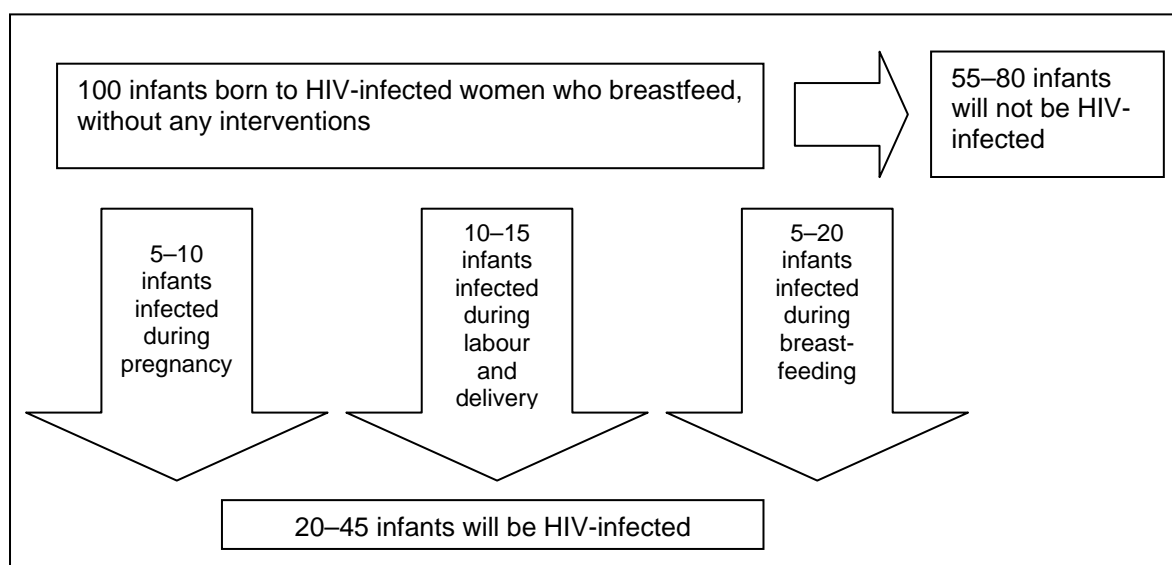 100 infants born to HIV-infected women who breastfeed,
without any interventions
55–80 infants
will not be HIV-
infected
5–10
infants
infected
during
pregnancy
10–15
infants
infected
during
labour
and
delivery
5–20
infants
infected
during
breast-
feeding
20–45 infants will be HIV-infected